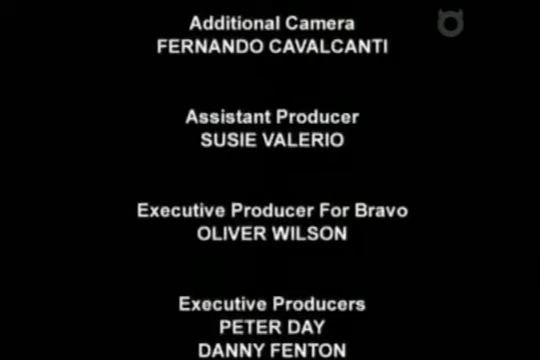 Additional Camera
FERNANDO CAVALCANTI
Assistant Producer
SUSIE VALERIO
Executive Producer For Bravo
OLIVER WILSON
Executive Producers
PETER DAY
DANNY FENTON